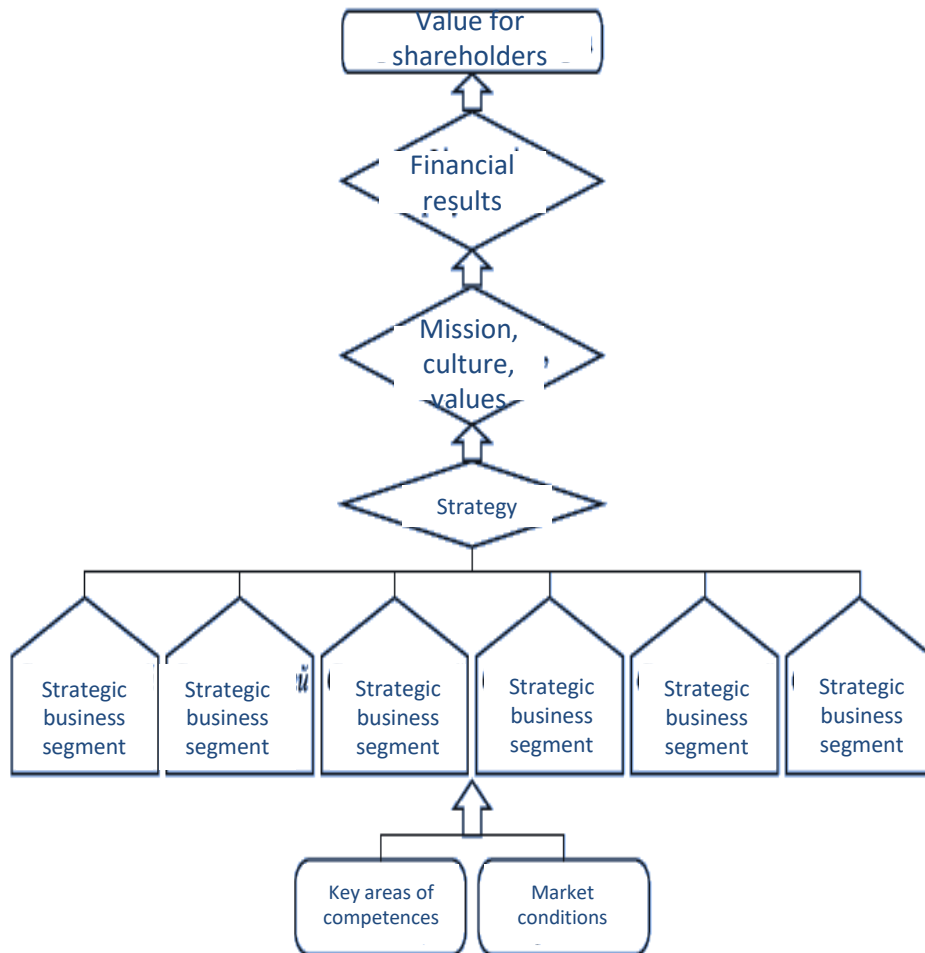 Value for
shareholders
Financial
results
Mission,
culture,
values
Strategy
Strategic
business
segment
Strategic
business
segment
Strategic
business
segment
Strategic
business
segment
Strategic
business
segment
Strategic
business
segment
Key areas of
competences
Market
conditions